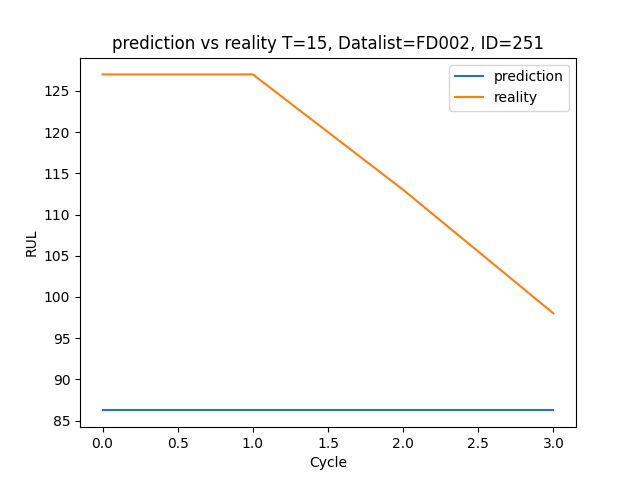 prediction vs reality T=15, Datalist=FD002, ID=251
prediction
reality
125
120
115
110
105
100
95
90
85
RUL
0.0 0.5 1.0 1.5 2.0 2.5 3.0
Cycle